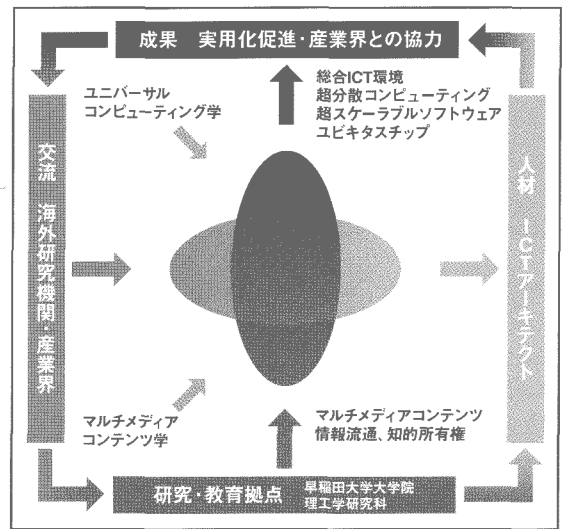 成果 実用化促進・産業界との協力
ユニバーサル
コンピューティング学
総合ICT環境
超分散コンピューティング
超スケーラブルソフトウェア
ユビキタスチップ
交流 海外研究機関・産業界
人材 ICTアーキテクト
マルチメディア
コンテンツ学
マルチメディアコンテンツ
情報流通、知的所有権
研究・教育拠点 早稲田大学大学院
理工学研究科